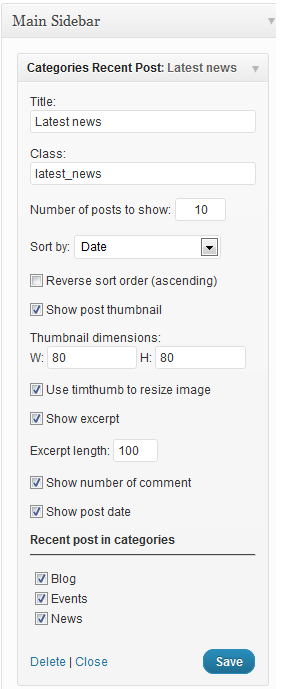 Main Sidebar
Categories Recent Post: Latest news
Title:
Latest news
Class:
latest_news
Number of posts to show: 10
Sort by: Date
Reverse sort order (ascending)
Show post thumbnail
Thumbnail dimensions:
W: 80 H: 80
Use timthumb to resize image
Show excerpt
Excerpt length: 100
Show number of comment
Show post date
Recent post in categories
Blog
Events
News
Delete | Close Save